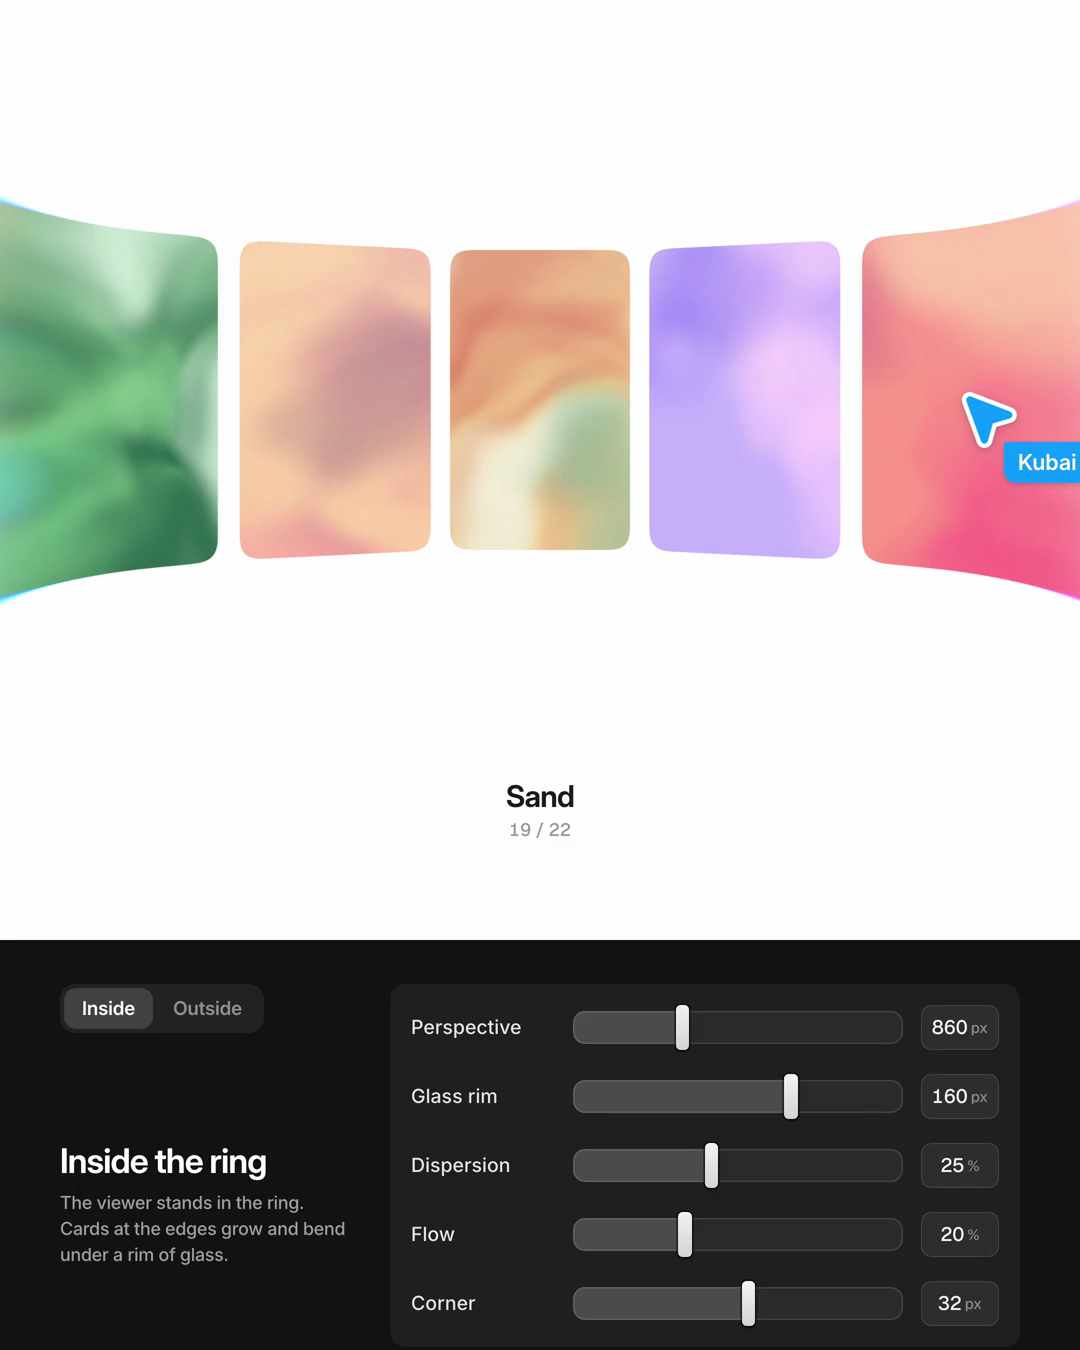 Kubai
Sand
19 / 22
Inside
Outside
Inside the ring
The viewer stands in the ring.
Cards at the edges grow and bend
under a rim of glass.
Perspective
860 px
Glass rim
160 px
Dispersion
25 %
Flow
20 %
Corner
32 px